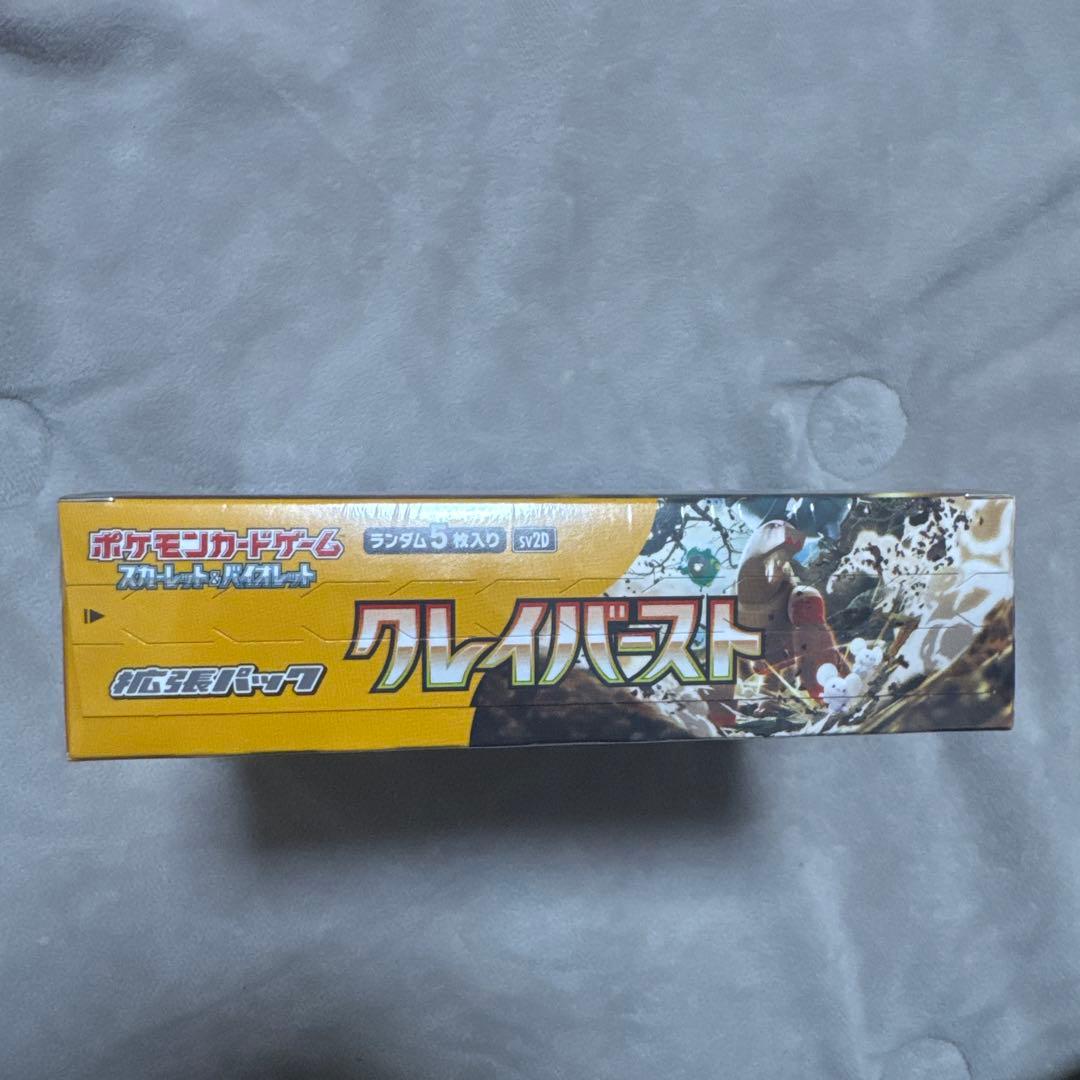 ポケモンカードゲーム
スカーレット&バイオレット
ランダム5枚入り SV2D
クレイバースト
拡張パック